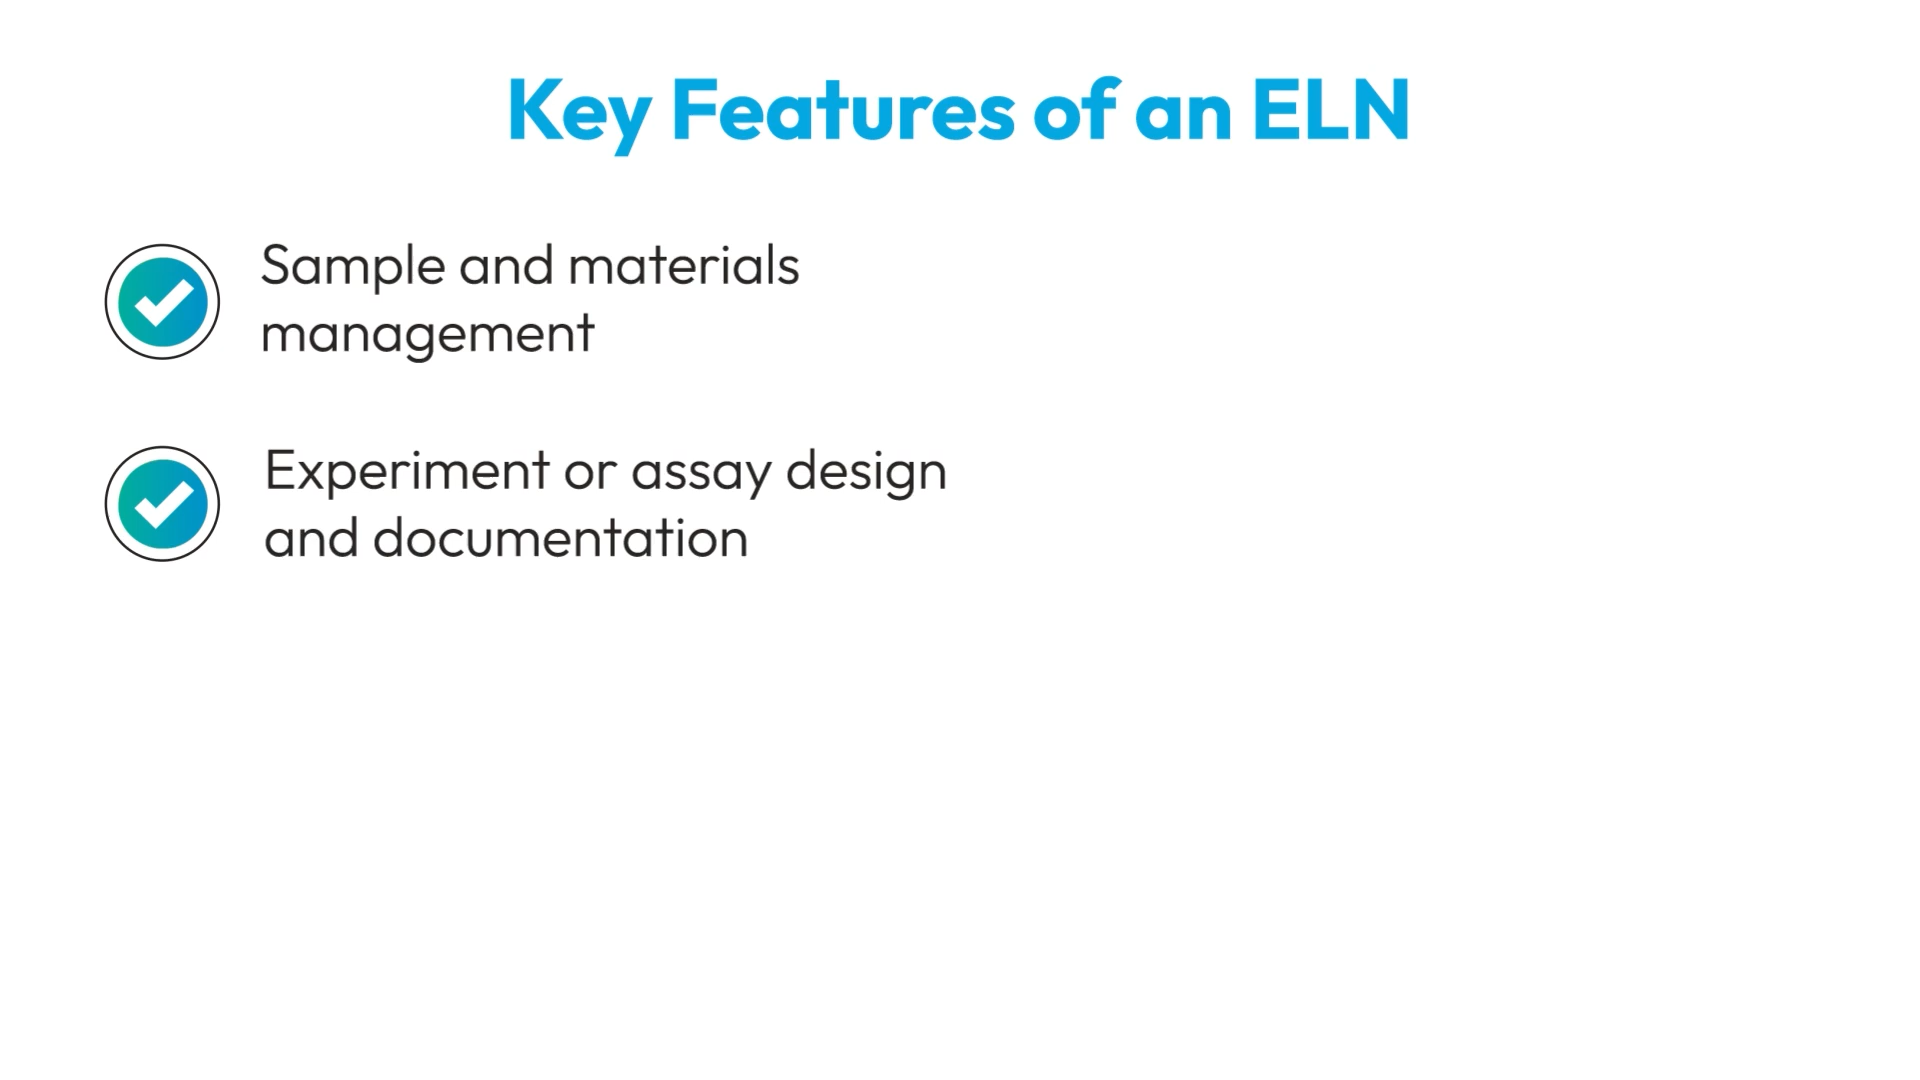 Key Features of an ELN
Sample and materials
management
Experiment or assay design
and documentation